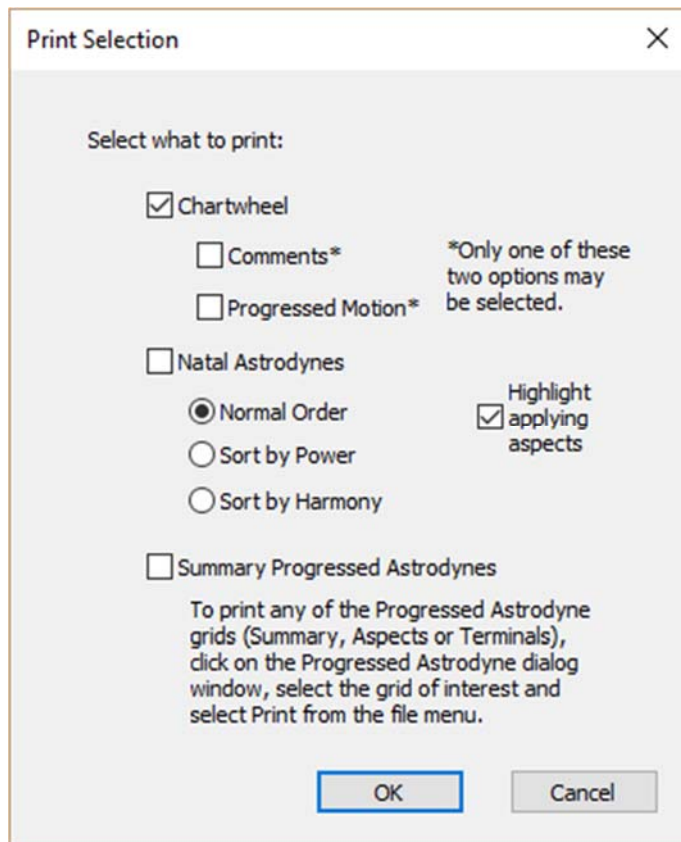 Print Selection
Select what to print:
Chartwheel
Comments*
Progressed Motion*
*Only one of these
two options may
be selected.
Natal Astrodynes
Normal Order
Sort by Power
Sort by Harmony
Highlight
applying
aspects
Summary Progressed Astrodynes
To print any of the Progressed Astrodyne
grids (Summary, Aspects or Terminals),
click on the Progressed Astrodyne dialog
window, select the grid of interest and
select Print from the file menu.
OK
Cancel